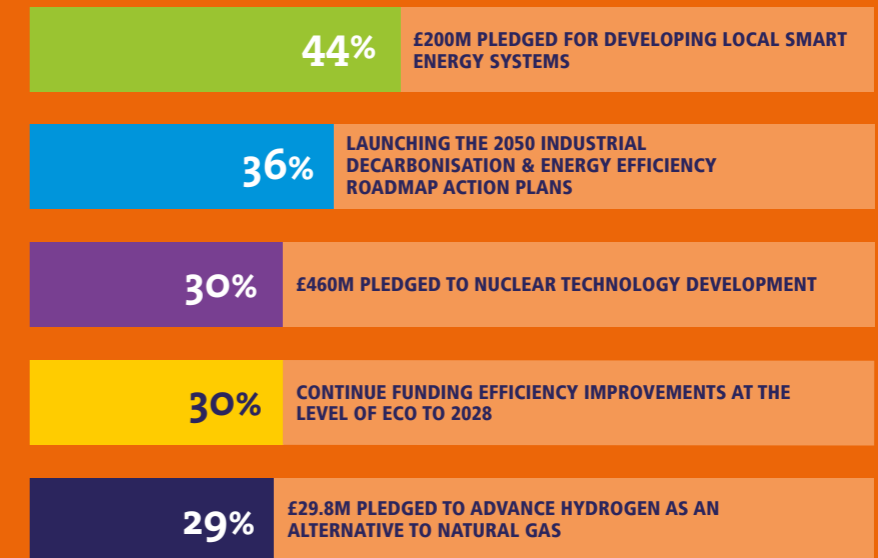 44%
£200M PLEDGED FOR DEVELOPING LOCAL SMART
ENERGY SYSTEMS
36%
LAUNCHING THE 2050 INDUSTRIAL
DECARBONISATION & ENERGY EFFICIENCY
ROADMAP ACTION PLANS
30%
£460M PLEDGED TO NUCLEAR TECHNOLOGY DEVELOPMENT
30%
CONTINUE FUNDING EFFICIENCY IMPROVEMENTS AT THE
LEVEL OF ECO TO 2028
29%
£29.8M PLEDGED TO ADVANCE HYDROGEN AS AN
ALTERNATIVE TO NATURAL GAS